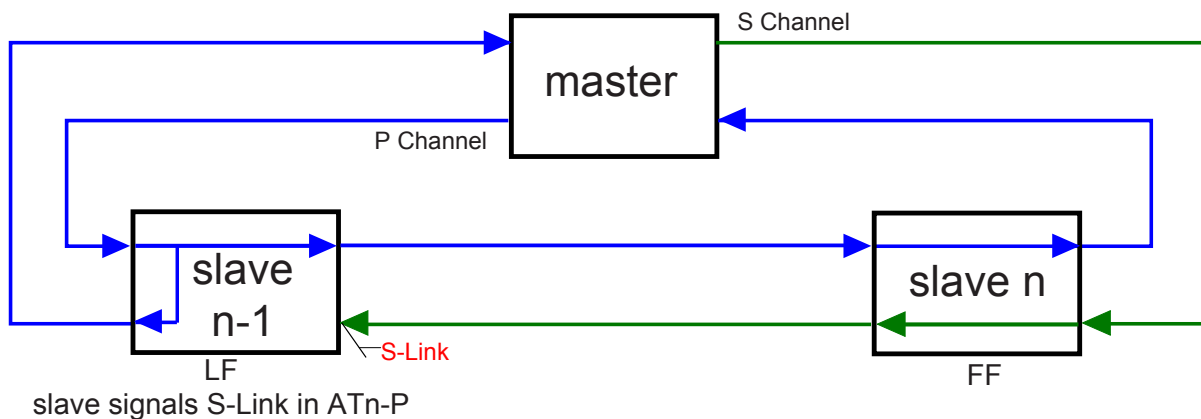 S Channel
master
P Channel
slave
n-1
slave n
S-Link
LF
FF
slave signals S-Link in ATn-P